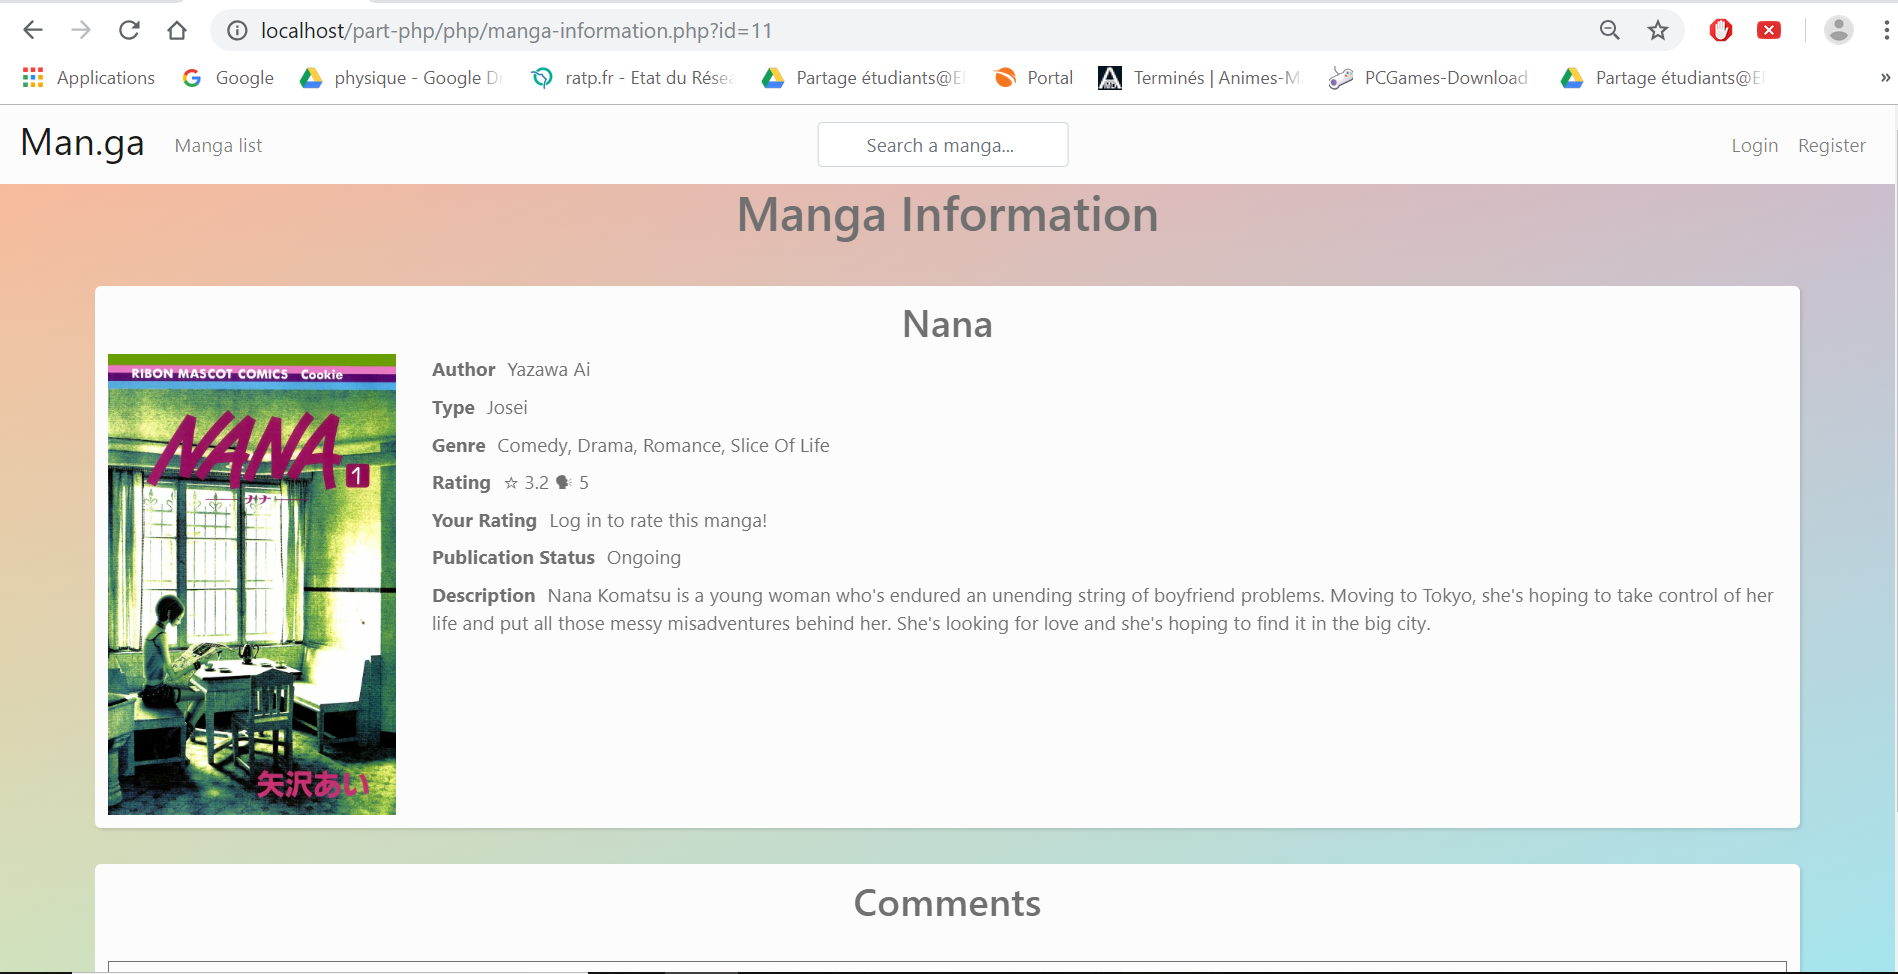 localhost/part-php/php/manga-information.php?id=11
Applications Google physique - Google Dr ratp.fr - Etat du Résea Partage étudiants@E Portal Terminés | Animes-M PCGames-Download Partage étudiants@E »
Man.ga Manga list Search a manga... Login Register
Manga Information
Nana
RIBON MASCOT COMICS Cookie
NANA 1
ナナ
矢沢あい
Author Yazawa Ai
Type Josei
Genre Comedy, Drama, Romance, Slice Of Life
Rating ☆ 3.2 🗣 5
Your Rating Log in to rate this manga!
Publication Status Ongoing
Description Nana Komatsu is a young woman who's endured an unending string of boyfriend problems. Moving to Tokyo, she's hoping to take control of her
life and put all those messy misadventures behind her. She's looking for love and she's hoping to find it in the big city.
Comments